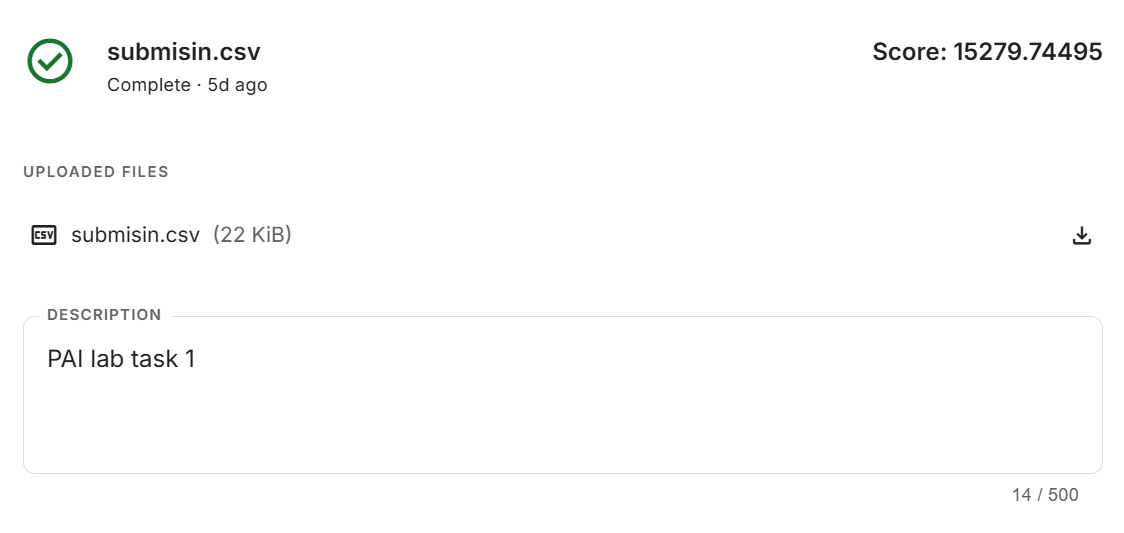 submisin.csv
Score: 15279.74495
Complete · 5d ago
UPLOADED FILES
CSV
submisin.csv (22 KiB)
DESCRIPTION
PAI lab task 1
14 / 500